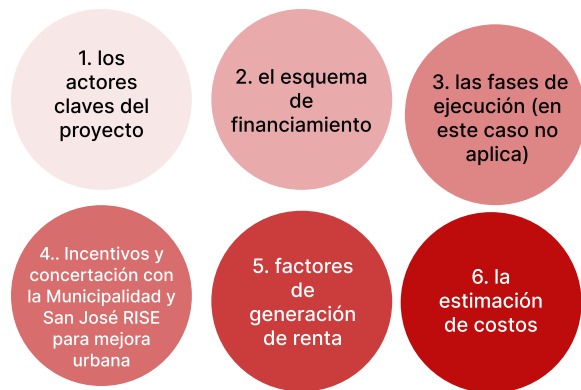 1. los
actores
claves del
proyecto
2. el esquema
de
financiamiento
3. las fases de
ejecución (en
este caso no
aplica)
4.. Incentivos y
concertación con
la Municipalidad y
San José RISE
para mejora
urbana
5. factores
de
generación
de renta
6. la
estimación
de costos